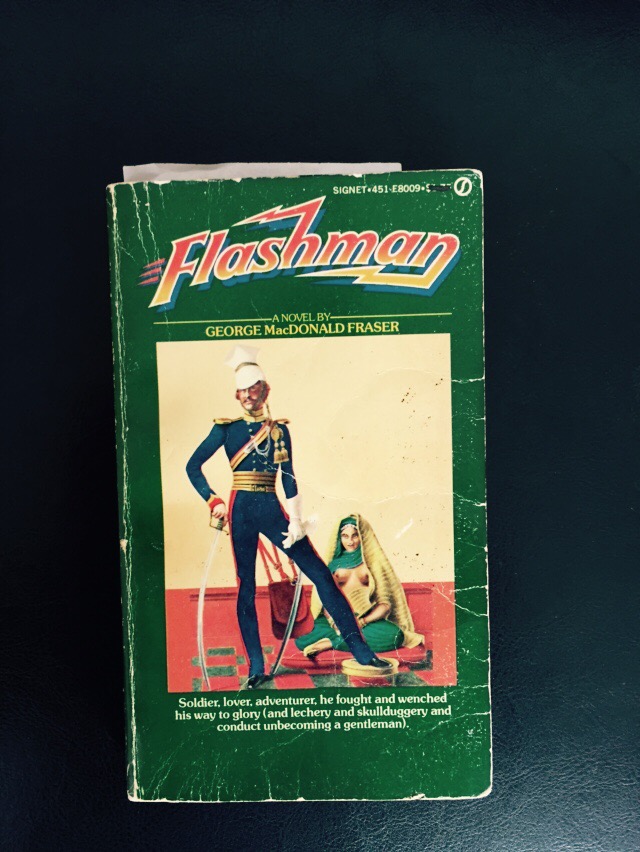 SIGNET•451-E8009•$
Flashman
A NOVEL BY
GEORGE MacDONALD FRASER
Soldier, lover, adventurer, he fought and wenched
his way to glory (and lechery and skullduggery and
conduct unbecoming a gentleman).